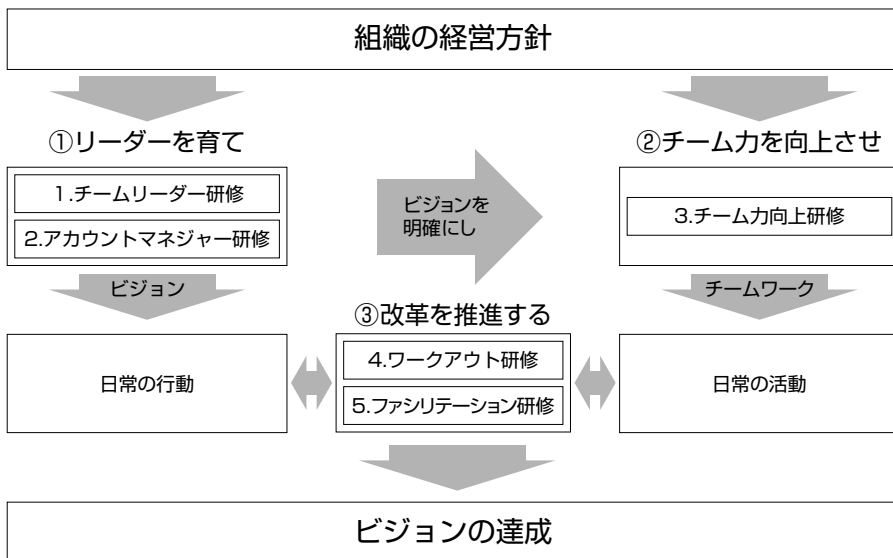 組織の経営方針
①リーダーを育て
②チーム力を向上させ
1.チームリーダー研修
2.アカウントマネジャー研修
ビジョンを
明確にし
3.チーム力向上研修
ビジョン
チームワーク
③改革を推進する
日常の行動
4.ワークアウト研修
5.ファシリテーション研修
日常の活動
ビジョンの達成